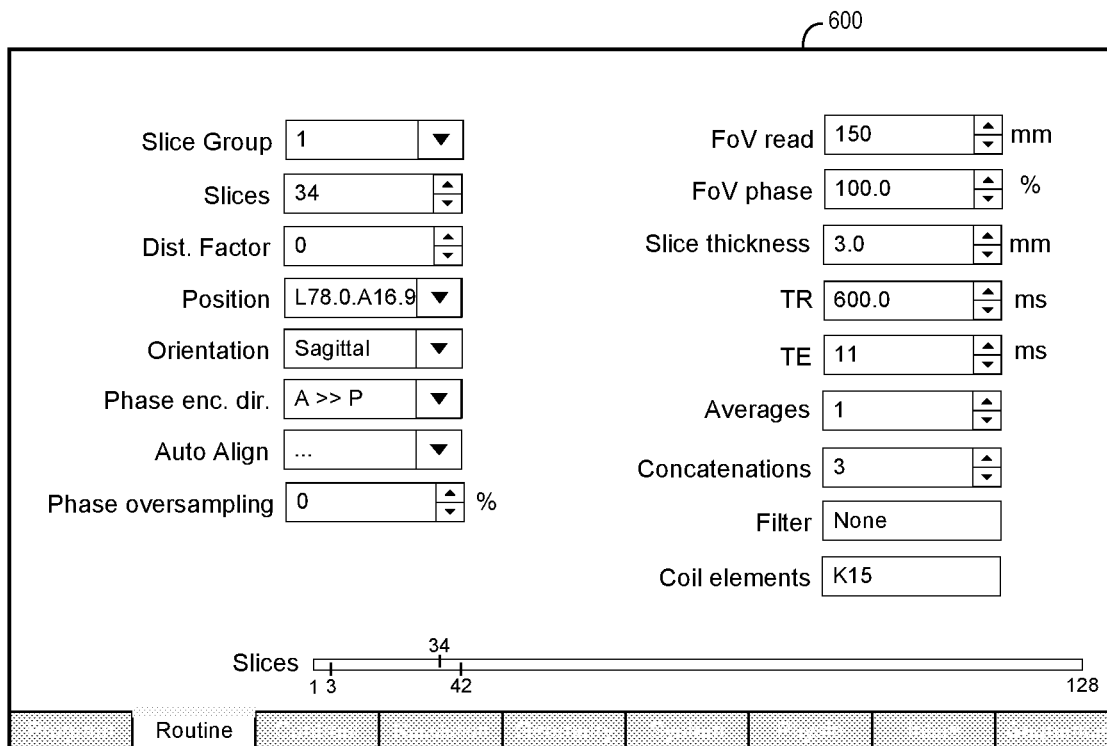 600
Slice Group 1
Slices 34
Dist. Factor 0
Position L78.0.A16.9
Orientation Sagittal
Phase enc. dir. A >> P
Auto Align ...
Phase oversampling 0 %
FoV read 150 mm
FoV phase 100.0 %
Slice thickness 3.0 mm
TR 600.0 ms
TE 11 ms
Averages 1
Concatenations 3
Filter None
Coil elements K15
34
Slices
1 3 42 128
Routine